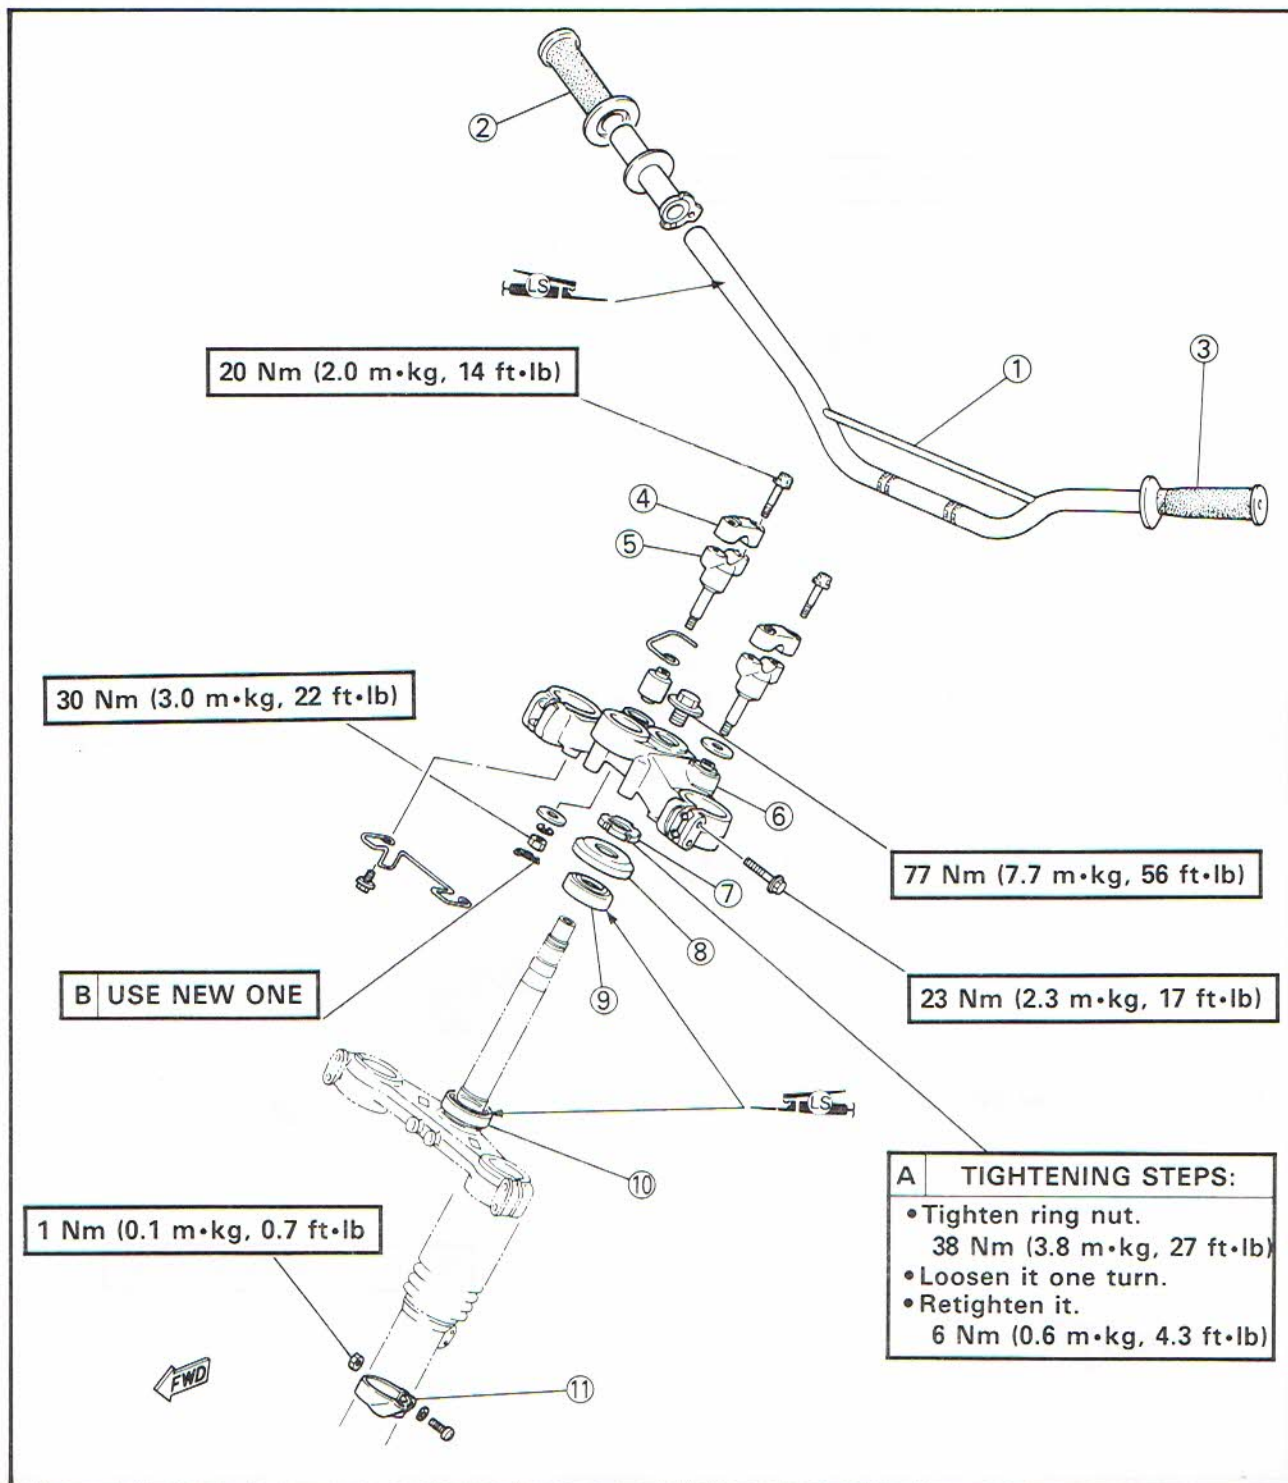 ②
LS
20 Nm (2.0 m•kg, 14 ft•lb)
①
③
④
⑤
30 Nm (3.0 m•kg, 22 ft•lb)
⑥
77 Nm (7.7 m•kg, 56 ft•lb)
⑦
⑧
⑨
B USE NEW ONE
23 Nm (2.3 m•kg, 17 ft•lb)
LS
⑩
A TIGHTENING STEPS:
• Tighten ring nut.
38 Nm (3.8 m•kg, 27 ft•lb)
• Loosen it one turn.
• Retighten it.
6 Nm (0.6 m•kg, 4.3 ft•lb)
1 Nm (0.1 m•kg, 0.7 ft•lb
FWD
⑪